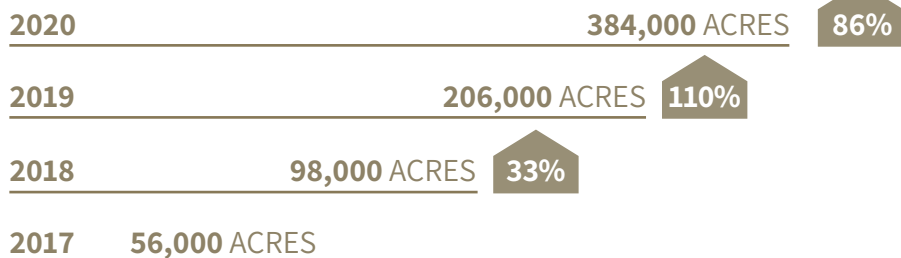 2020 384,000 ACRES 86%
2019 206,000 ACRES 110%
2018 98,000 ACRES 33%
2017 56,000 ACRES